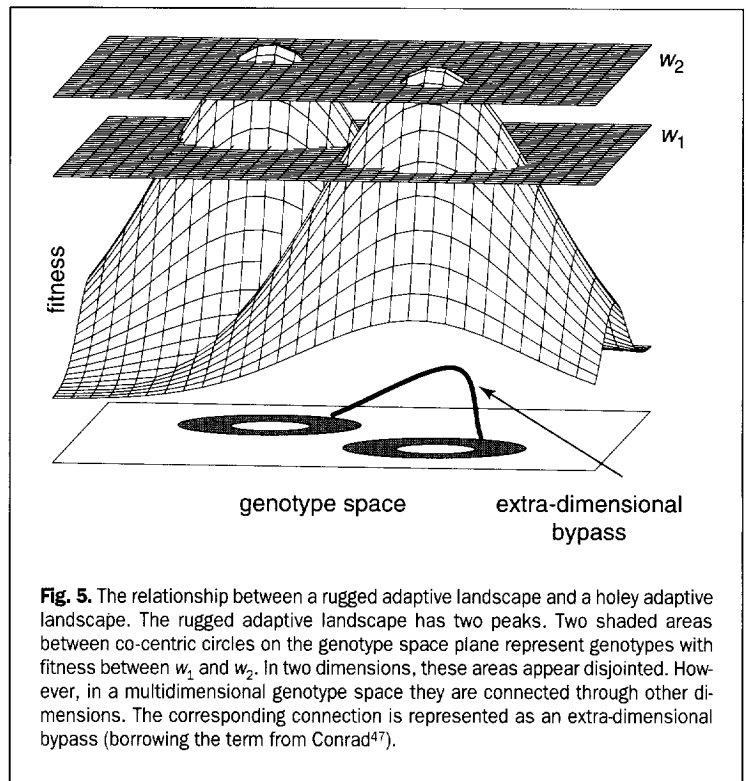 w2
w1
fitness
genotype space
extra-dimensional
bypass
Fig. 5. The relationship between a rugged adaptive landscape and a holey adaptive
landscape. The rugged adaptive landscape has two peaks. Two shaded areas
between co-centric circles on the genotype space plane represent genotypes with
fitness between w1 and w2. In two dimensions, these areas appear disjointed. How-
ever, in a multidimensional genotype space they are connected through other di-
mensions. The corresponding connection is represented as an extra-dimensional
bypass (borrowing the term from Conrad47).